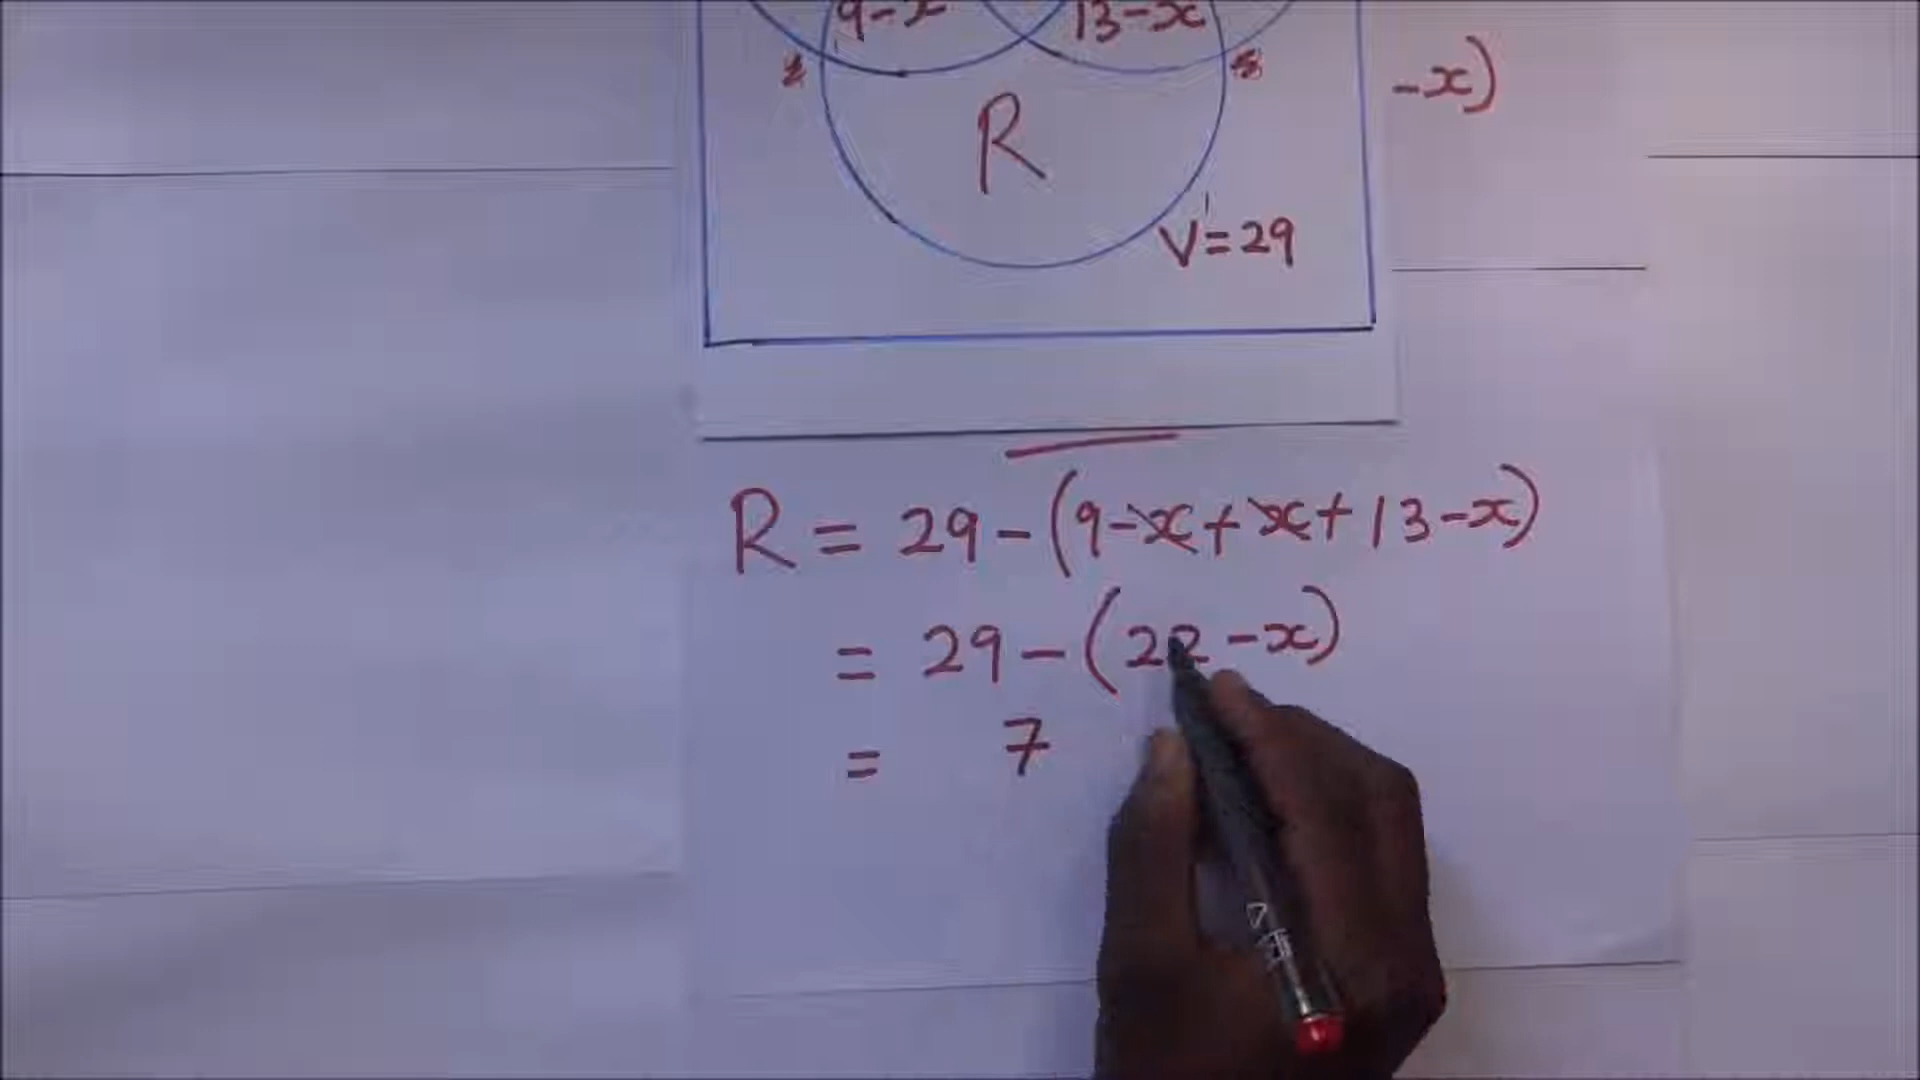 9-x 13-x
-x)
R
V=29
R = 29-(9-x+x+13-x)
= 29-(22-x)
= 7